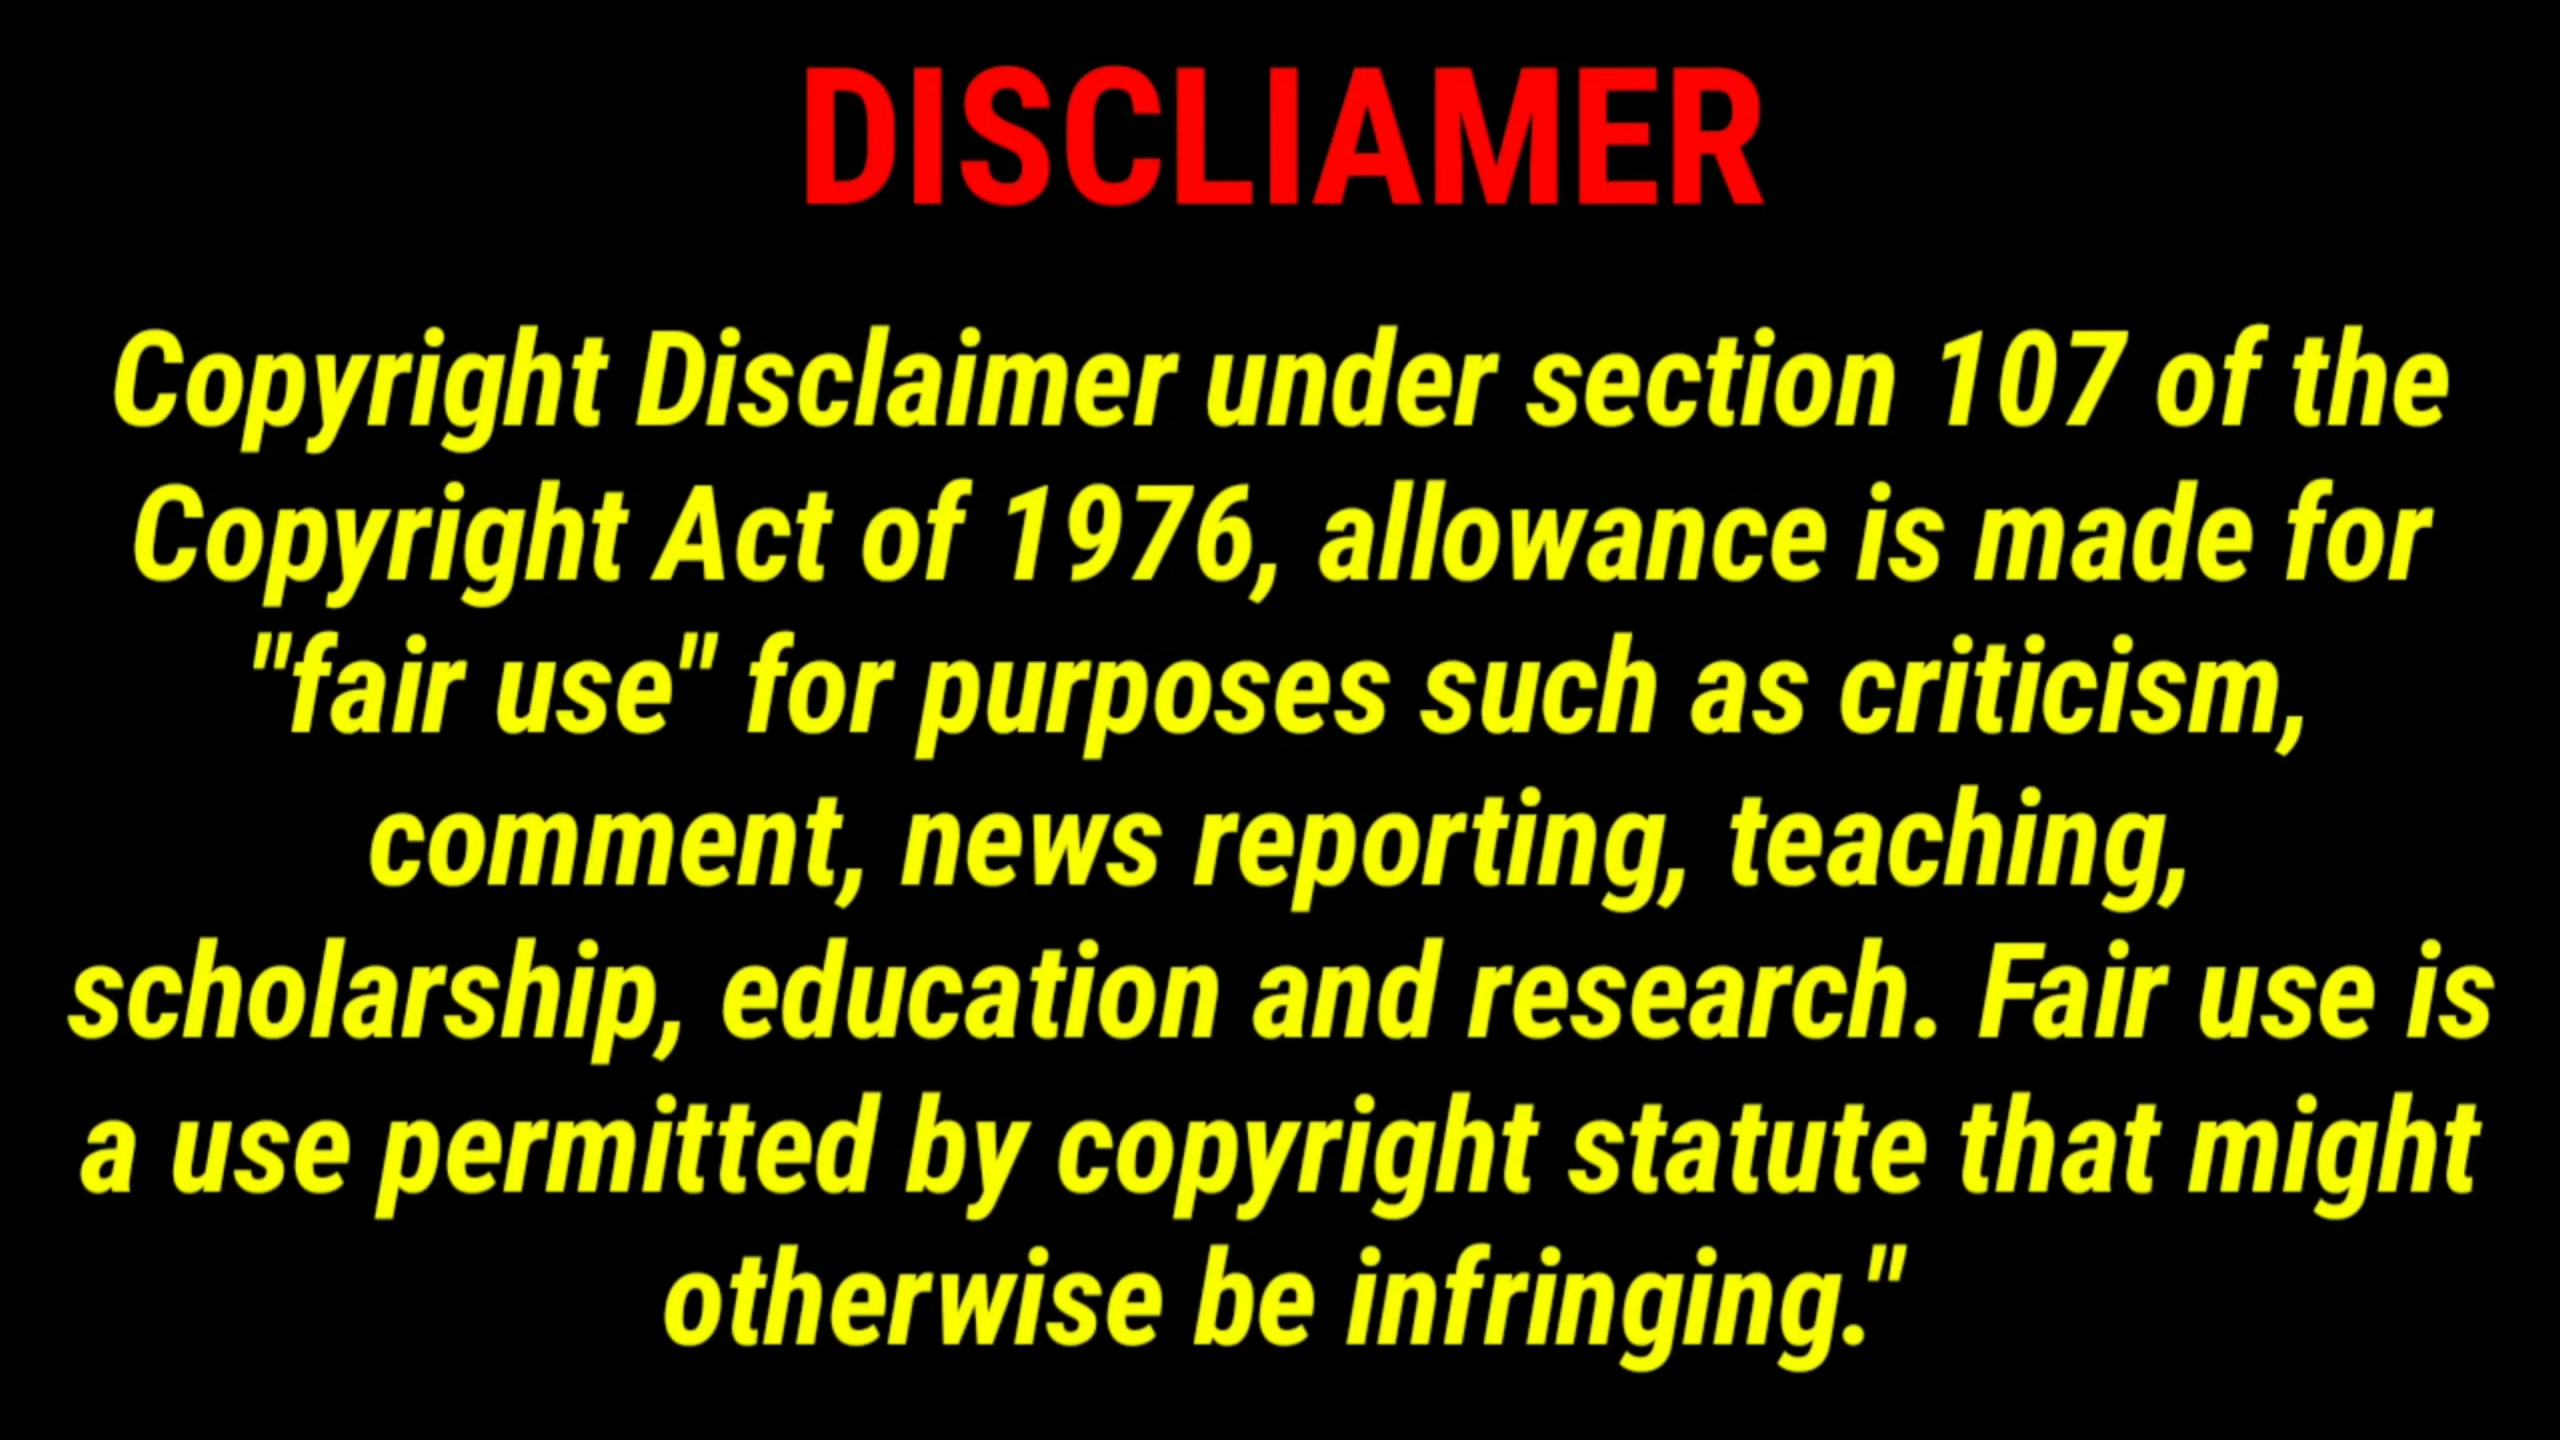 DISCLIAMER
Copyright Disclaimer under section 107 of the
Copyright Act of 1976, allowance is made for
"fair use" for purposes such as criticism,
comment, news reporting, teaching,
scholarship, education and research. Fair use is
a use permitted by copyright statute that might
otherwise be infringing."